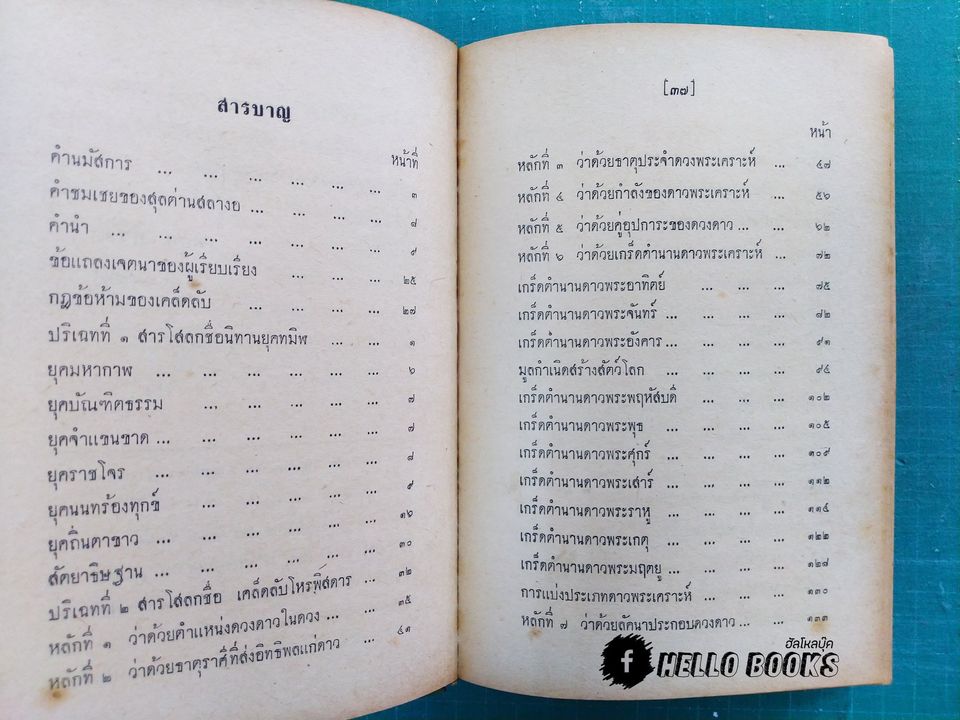 สารบาญ
หน้าที่
คำนมัสการ ... ... ... ... ... ... ๓
คำชมเชยของสุลต่านสลางอ ... ... ... ... ๘
คำนำ ... ... ... ... ... ... ๙
ข้อแถลงเจตนาของผู้เรียบเรียง ... ... ... ๒๕
กฎข้อห้ามของเคล็ดลับ ... ... ... ... ๒๗
ปริเฉทที่ ๑ สารโสลกชื่อนิทานยุคทมิฬ ... ... ๑
ยุคมหากาฬ ... ... ... ... ... ... ๖
ยุคบัณฑิตธรรม ... ... ... ... ... ๗
ยุคจำแขนขาด ... ... ... ... ... ... ๗
ยุคราชโจร ... ... ... ... ... ... ๘
ยุคนนทร้องทุกข์ ... ... ... ... ... ๙
ยุคถิ่นตาขาว ... ... ... ... ... ๑๖
สัตยาธิษฐาน ... ... ... ... ... ... ๓๐
ปริเฉทที่ ๒ สารโสลกชื่อ เคล็ดลับโหรพิสดาร ... ๓๒
หลักที่ ๑ ว่าด้วยตำแหน่งดวงดาวในดวง ... ... ๓๕
หลักที่ ๒ ว่าด้วยธาตุราศีที่ส่งอิทธิพลแก่ดาว ๔๑
[๓๗]
หน้า
หลักที่ ๓ ว่าด้วยธาตุประจำดวงพระเคราะห์ ... ๔๗
หลักที่ ๔ ว่าด้วยกำลังของดาวพระเคราะห์ ... ๕๖
หลักที่ ๕ ว่าด้วยคู่อุปการะของดวงดาว ... ... ๖๒
หลักที่ ๖ ว่าด้วยเกร็ดตำนานดาวพระเคราะห์ ... ๗๒
เกร็ดตำนานดาวพระอาทิตย์ ... ... ... ๗๕
เกร็ดตำนานดาวพระจันทร์ ... ... ... ๘๒
เกร็ดตำนานดาวพระอังคาร ... ... ... ๙๑
มูลกำเนิดสร้างสัตว์โลก ... ... ... ๙๔
เกร็ดตำนานดาวพระพฤหัสบดี ... ... ... ๑๐๒
เกร็ดตำนานดาวพระพุธ ... ... ... ๑๐๕
เกร็ดตำนานดาวพระศุกร์ ... ... ... ๑๐๙
เกร็ดตำนานดาวพระเสาร์ ... ... ... ๑๑๒
เกร็ดตำนานดาวพระราหู ... ... ... ๑๑๔
เกร็ดตำนานดาวพระเกตุ ... ... ... ๑๒๒
เกร็ดตำนานดาวพระมฤตยู ... ... ... ๑๒๘
การแบ่งประเภทดาวพระเคราะห์ ... ... ๑๓๐
หลักที่ ๗ ว่าด้วยลัคนาประกอบดวงดาว ... ... ๑๓๓
ฮัลโหลบุ๊ค
f HELLO BOOKS